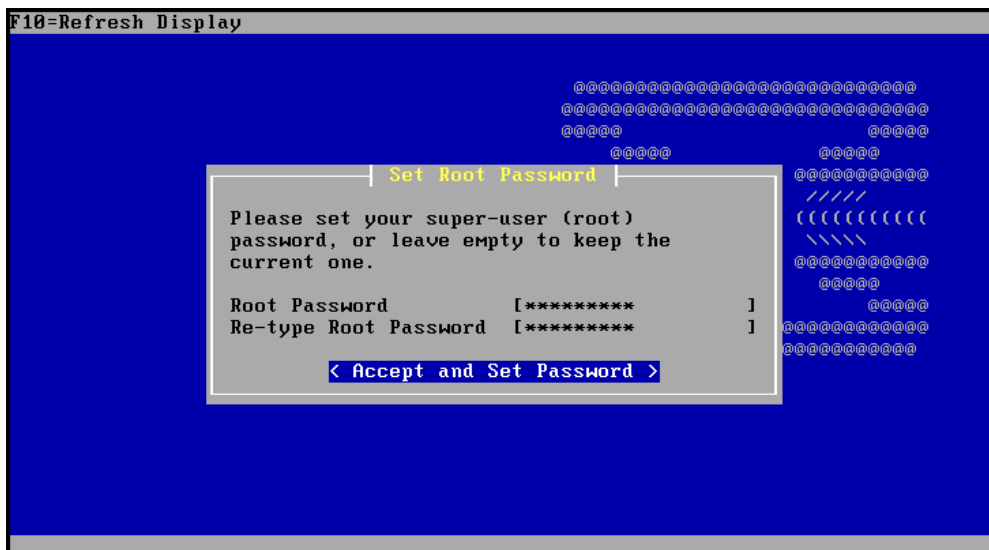 F10=Refresh Display
@@@@@@@@@@@@@@@@@@@@@@@@@@@@
@@@@@@@@@@@@@@@@@@@@@@@@@@@@@@
@@@@@ @@@@@
@@@@@ @@@@@
Set Root Password @@@@@@@@@@@
/////
Please set your super-user (root) (((((((((((
password, or leave empty to keep the \\\\\
current one. @@@@@@@@@@@
@@@@@
Root Password [********* ] @@@@@
Re-type Root Password [********* ] @@@@@@@@@@@@
@@@@@@@@@@@
< Accept and Set Password >